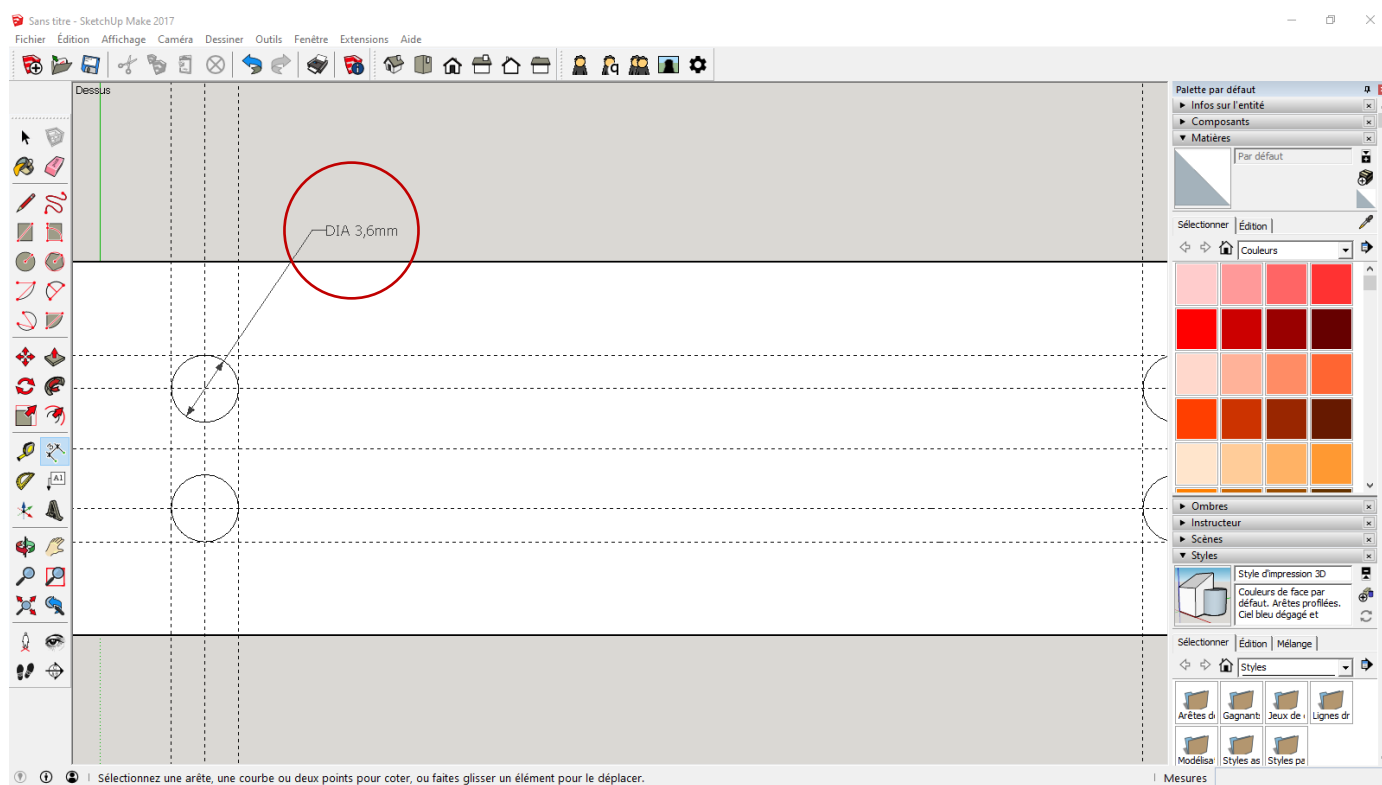 Sans titre - SketchUp Make 2017
Fichier Édition Affichage Caméra Dessiner Outils Fenêtre Extensions Aide
Dessus
DIA 3,6mm
A1
Palette par défaut
Infos sur l'entité
Composants
Matières
Par défaut
Sélectionner Édition
Couleurs
Ombres
Instructeur
Scènes
Styles
Style d'impression 3D
Couleurs de face par
défaut. Arêtes profilées.
Ciel bleu dégagé et
Sélectionner Édition Mélange
Styles
Arêtes d Gagnant Jeux de Lignes dr
Modélisa Styles as Styles pa
Sélectionnez une arête, une courbe ou deux points pour coter, ou faites glisser un élément pour le déplacer.
Mesures